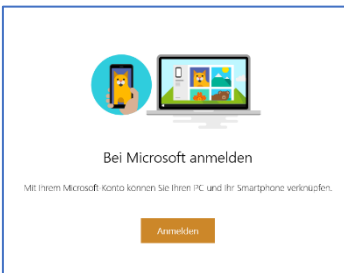 Bei Microsoft anmelden
Mit Ihrem Microsoft-Konto können Sie Ihren PC und Ihr Smartphone verknüpfen.
Anmelden